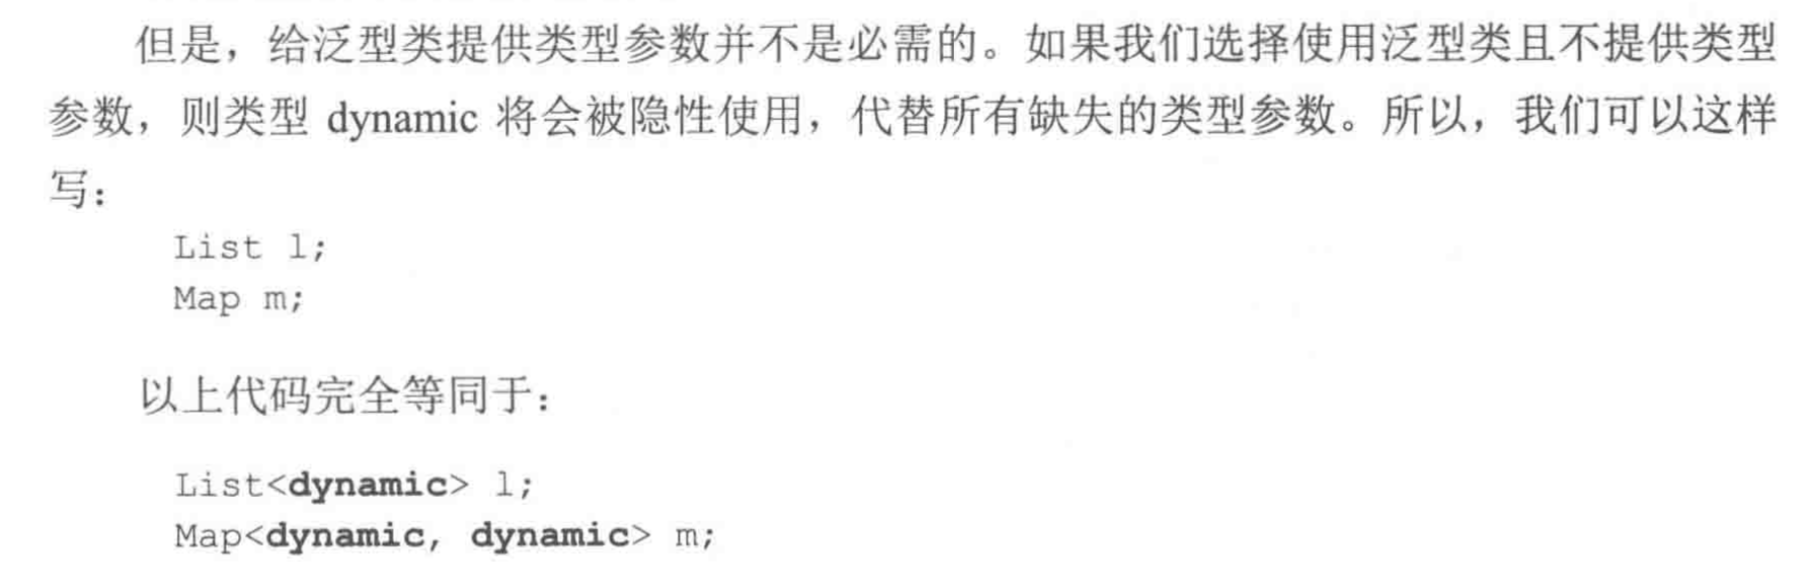 但是，给泛型类提供类型参数并不是必需的。如果我们选择使用泛型类且不提供类型
参数，则类型 dynamic 将会被隐性使用，代替所有缺失的类型参数。所以，我们可以这样
写：
List l;
Map m;
以上代码完全等同于：
List<dynamic> l;
Map<dynamic, dynamic> m;